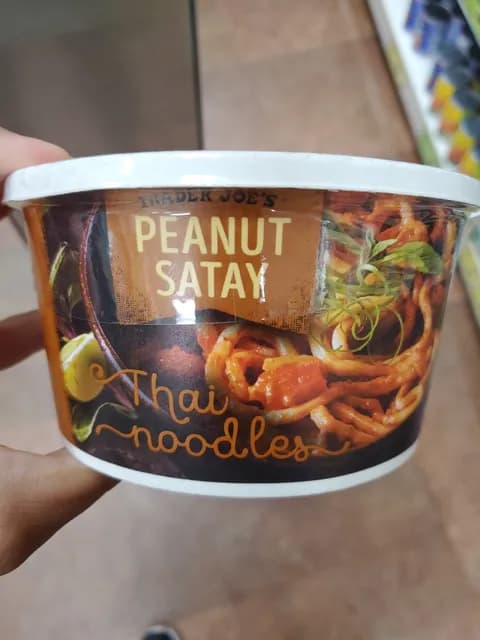 TRADER JOE'S
PEANUT
SATAY
Thai
noodles